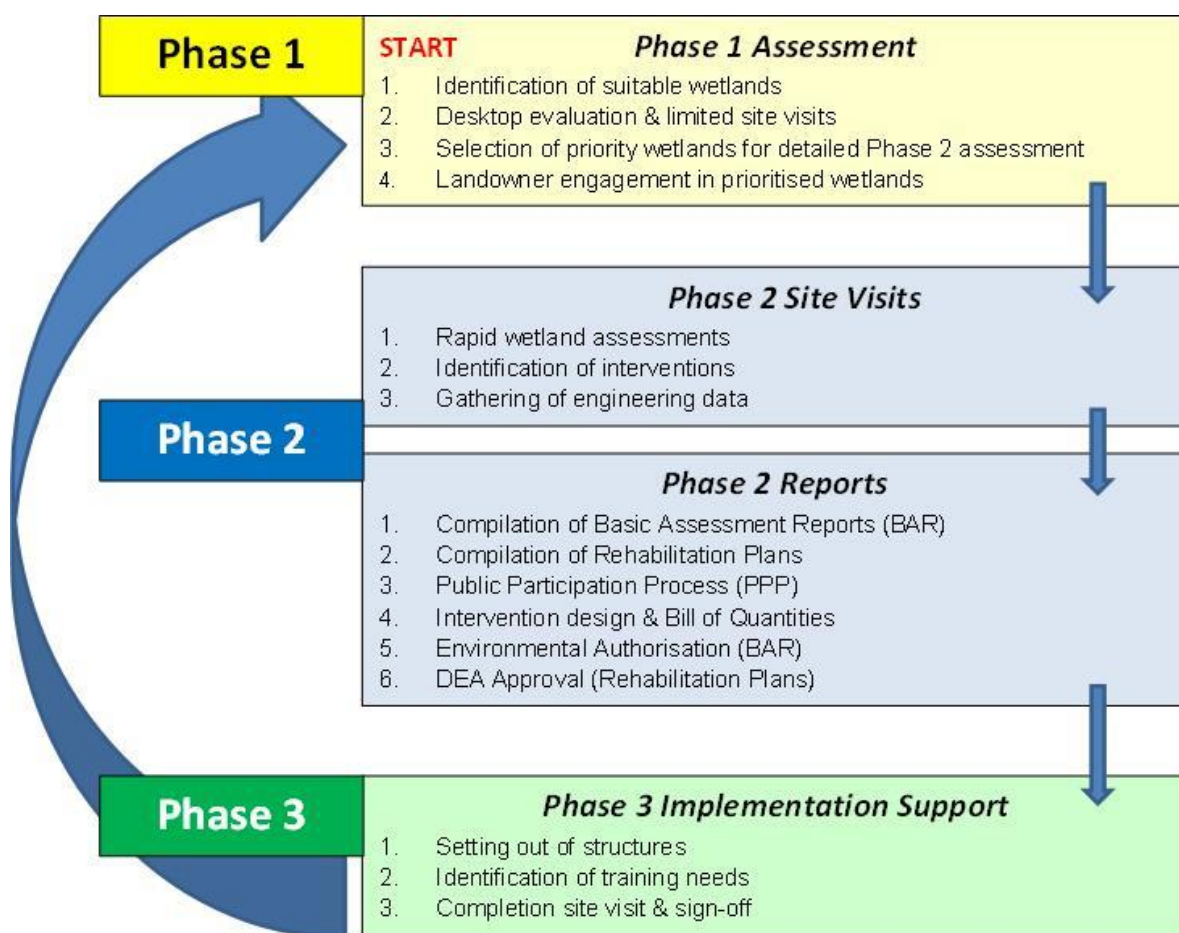 Phase 1
START Phase 1 Assessment
1. Identification of suitable wetlands
2. Desktop evaluation & limited site visits
3. Selection of priority wetlands for detailed Phase 2 assessment
4. Landowner engagement in prioritised wetlands
Phase 2
Phase 2 Site Visits
1. Rapid wetland assessments
2. Identification of interventions
3. Gathering of engineering data
Phase 2 Reports
1. Compilation of Basic Assessment Reports (BAR)
2. Compilation of Rehabilitation Plans
3. Public Participation Process (PPP)
4. Intervention design & Bill of Quantities
5. Environmental Authorisation (BAR)
6. DEA Approval (Rehabilitation Plans)
Phase 3
Phase 3 Implementation Support
1. Setting out of structures
2. Identification of training needs
3. Completion site visit & sign-off